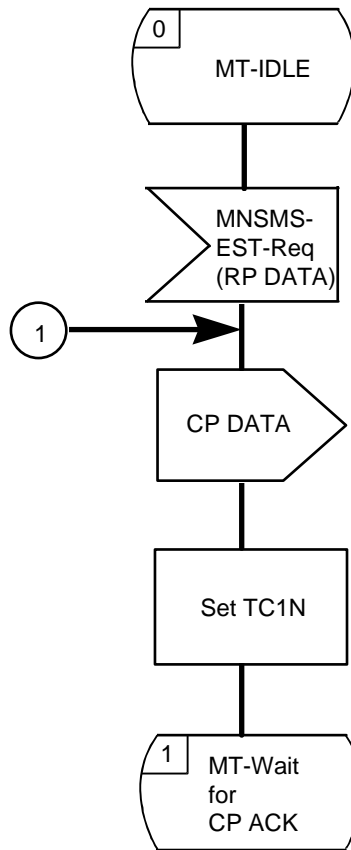 0
MT-IDLE
MNSMS-
EST-Req
(RP DATA)
1
CP DATA
Set TC1N
1
MT-Wait
for
CP ACK